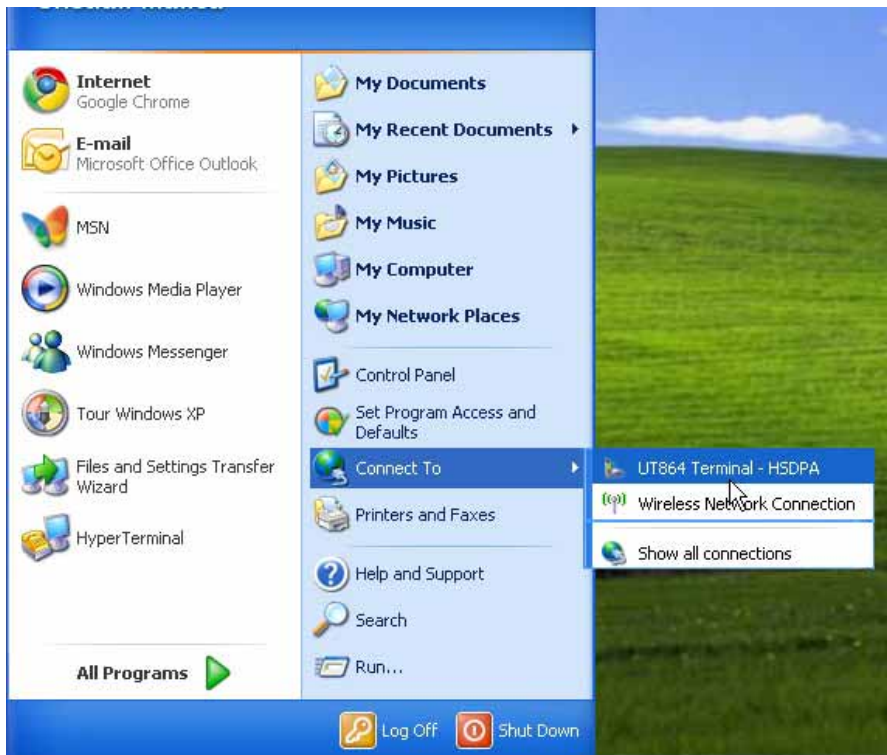 Internet
Google Chrome
E-mail
Microsoft Office Outlook
MSN
Windows Media Player
Windows Messenger
Tour Windows XP
Files and Settings Transfer
Wizard
HyperTerminal
All Programs
My Documents
My Recent Documents
My Pictures
My Music
My Computer
My Network Places
Control Panel
Set Program Access and
Defaults
Connect To
Printers and Faxes
Help and Support
Search
Run...
UT864 Terminal - HSDPA
Wireless Network Connection
Show all connections
Log Off
Shut Down